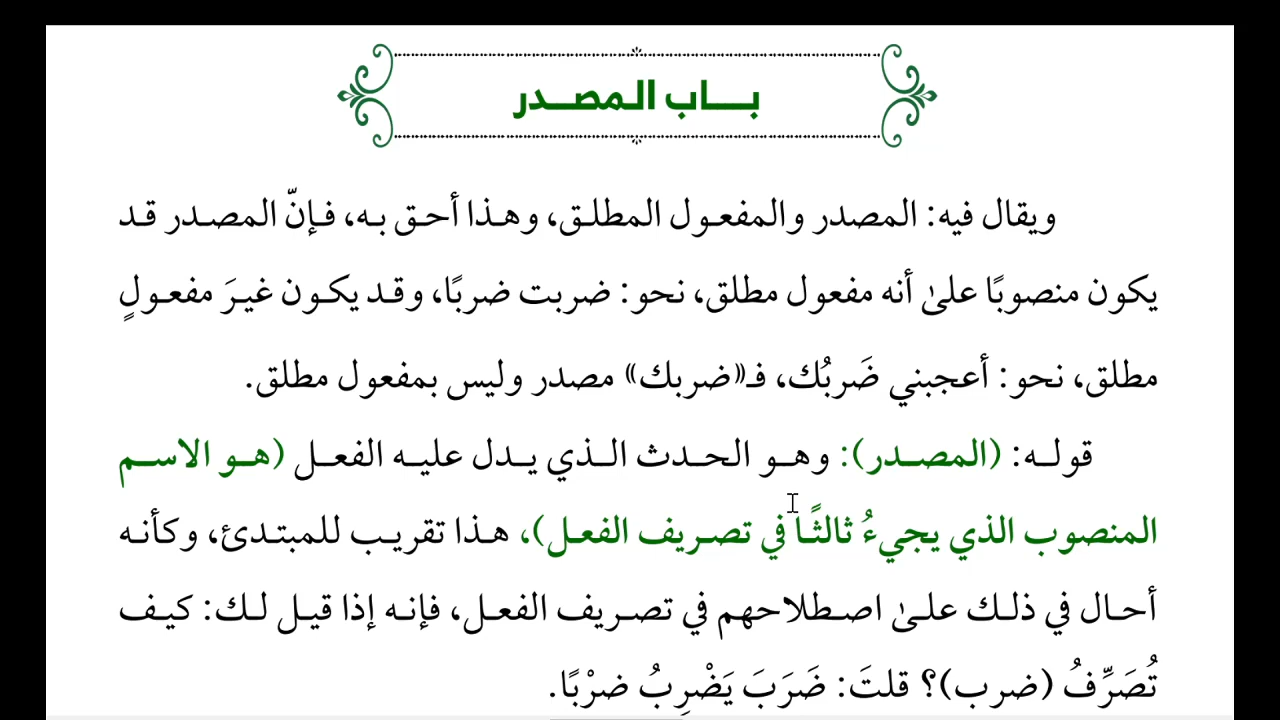 بــــاب الـمصـــدر
ويقال فيه: المصدر والمفعول المطلق، وهذا أحق به، فإنّ المصدر قد
يكون منصوبًا علىٰ أنه مفعول مطلق، نحو: ضربت ضربًا، وقد يكون غيرَ مفعولٍ
مطلق، نحو: أعجبني ضَربُك، فـ«ضربك» مصدر وليس بمفعول مطلق.
قوله: (المصدر): وهو الحدث الذي يدل عليه الفعل (هو الاسم
المنصوب الذي يجيءُ ثالثًا في تصريف الفعل)، هذا تقريب للمبتدئ، وكأنه
أحال في ذلك علىٰ اصطلاحهم في تصريف الفعل، فإنه إذا قيل لك: كيف
تُصَرِّفُ (ضرب)؟ قلتَ: ضَرَبَ يَضْرِبُ ضرْبًا.